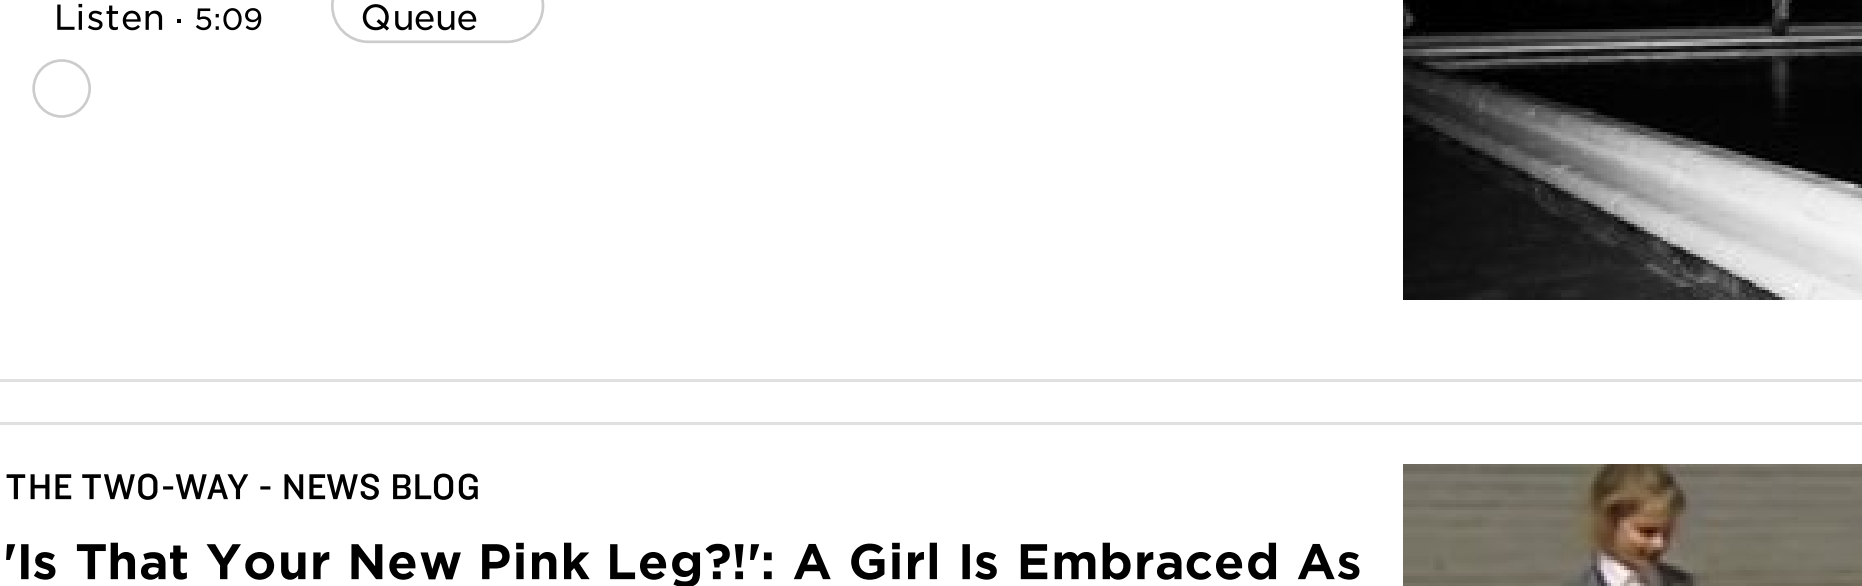 Listen · 5:09
Queue
THE TWO-WAY - NEWS BLOG
'Is That Your New Pink Leg?!': A Girl Is Embraced As